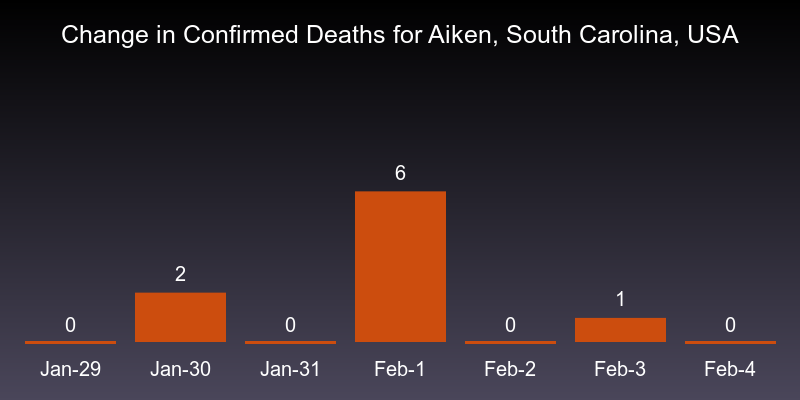 Change in Confirmed Deaths for Aiken, South Carolina, USA
6
2
1
0
0
0
0
Jan-29
Jan-30
Jan-31
Feb-1
Feb-2
Feb-3
Feb-4